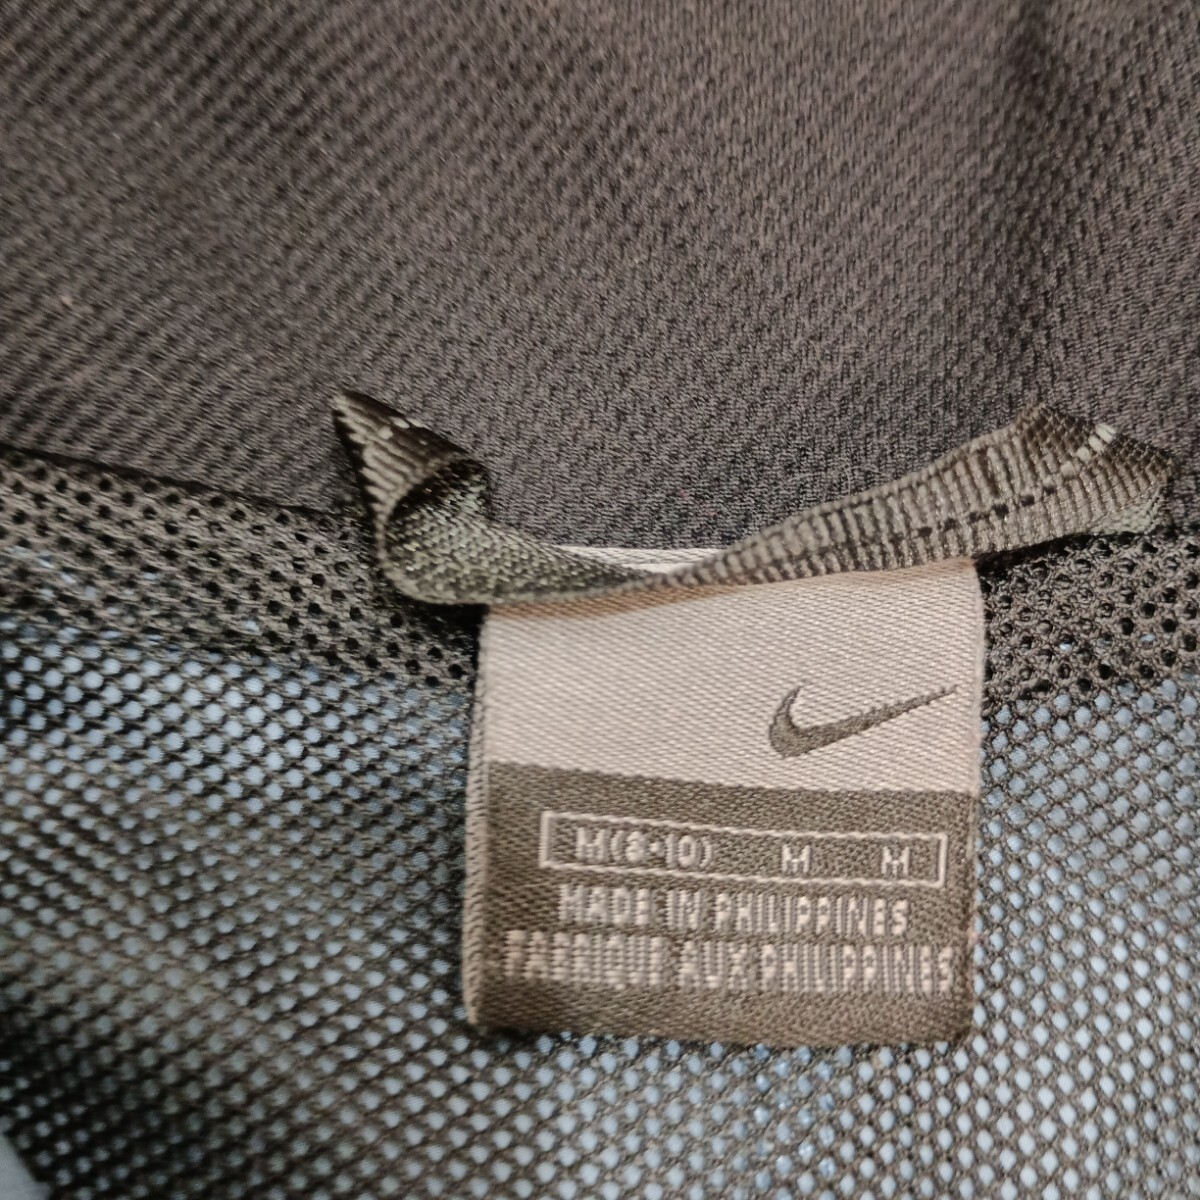 M(8-10) M M
MADE IN PHILIPPINES
FABRIQUE AUX PHILIPPINES